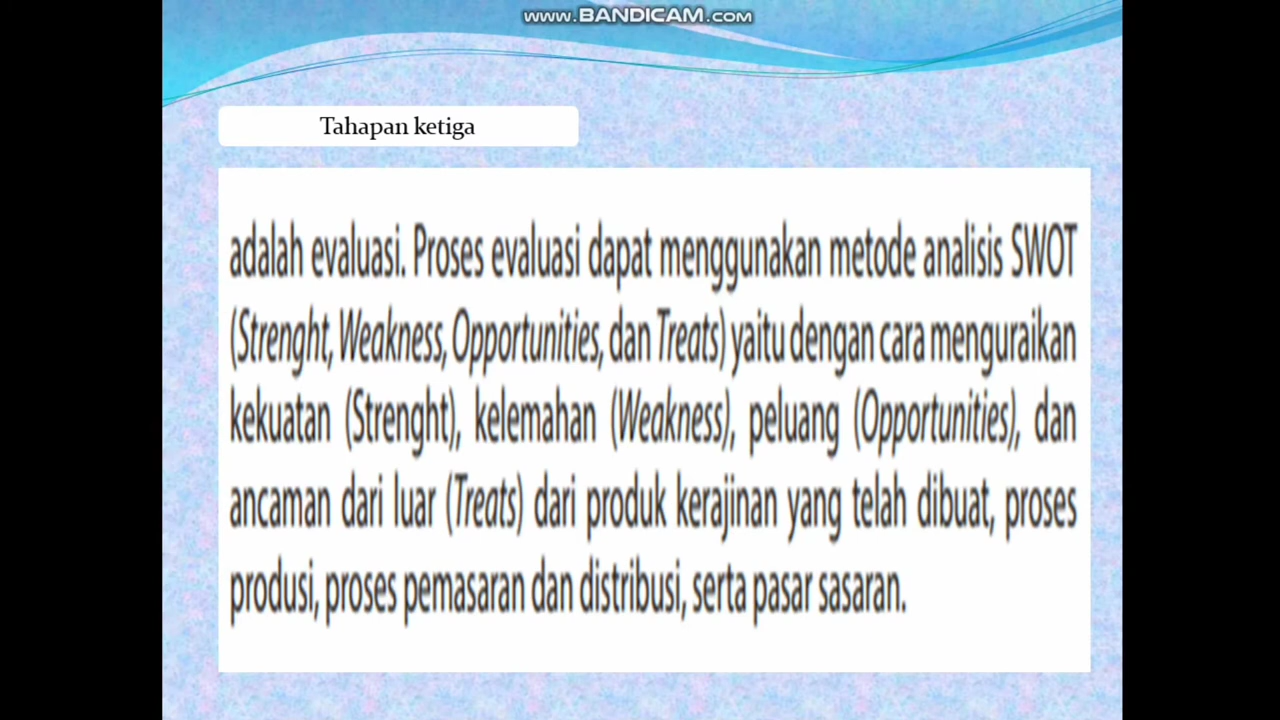 www.BANDICAM.com
Tahapan ketiga
adalah evaluasi. Proses evaluasi dapat menggunakan metode analisis SWOT
(Strenght, Weakness, Opportunities, dan Treats) yaitu dengan cara menguraikan
kekuatan (Strenght), kelemahan (Weakness), peluang (Opportunities), dan
ancaman dari luar (Treats) dari produk kerajinan yang telah dibuat, proses
produsi, proses pemasaran dan distribusi, serta pasar sasaran.